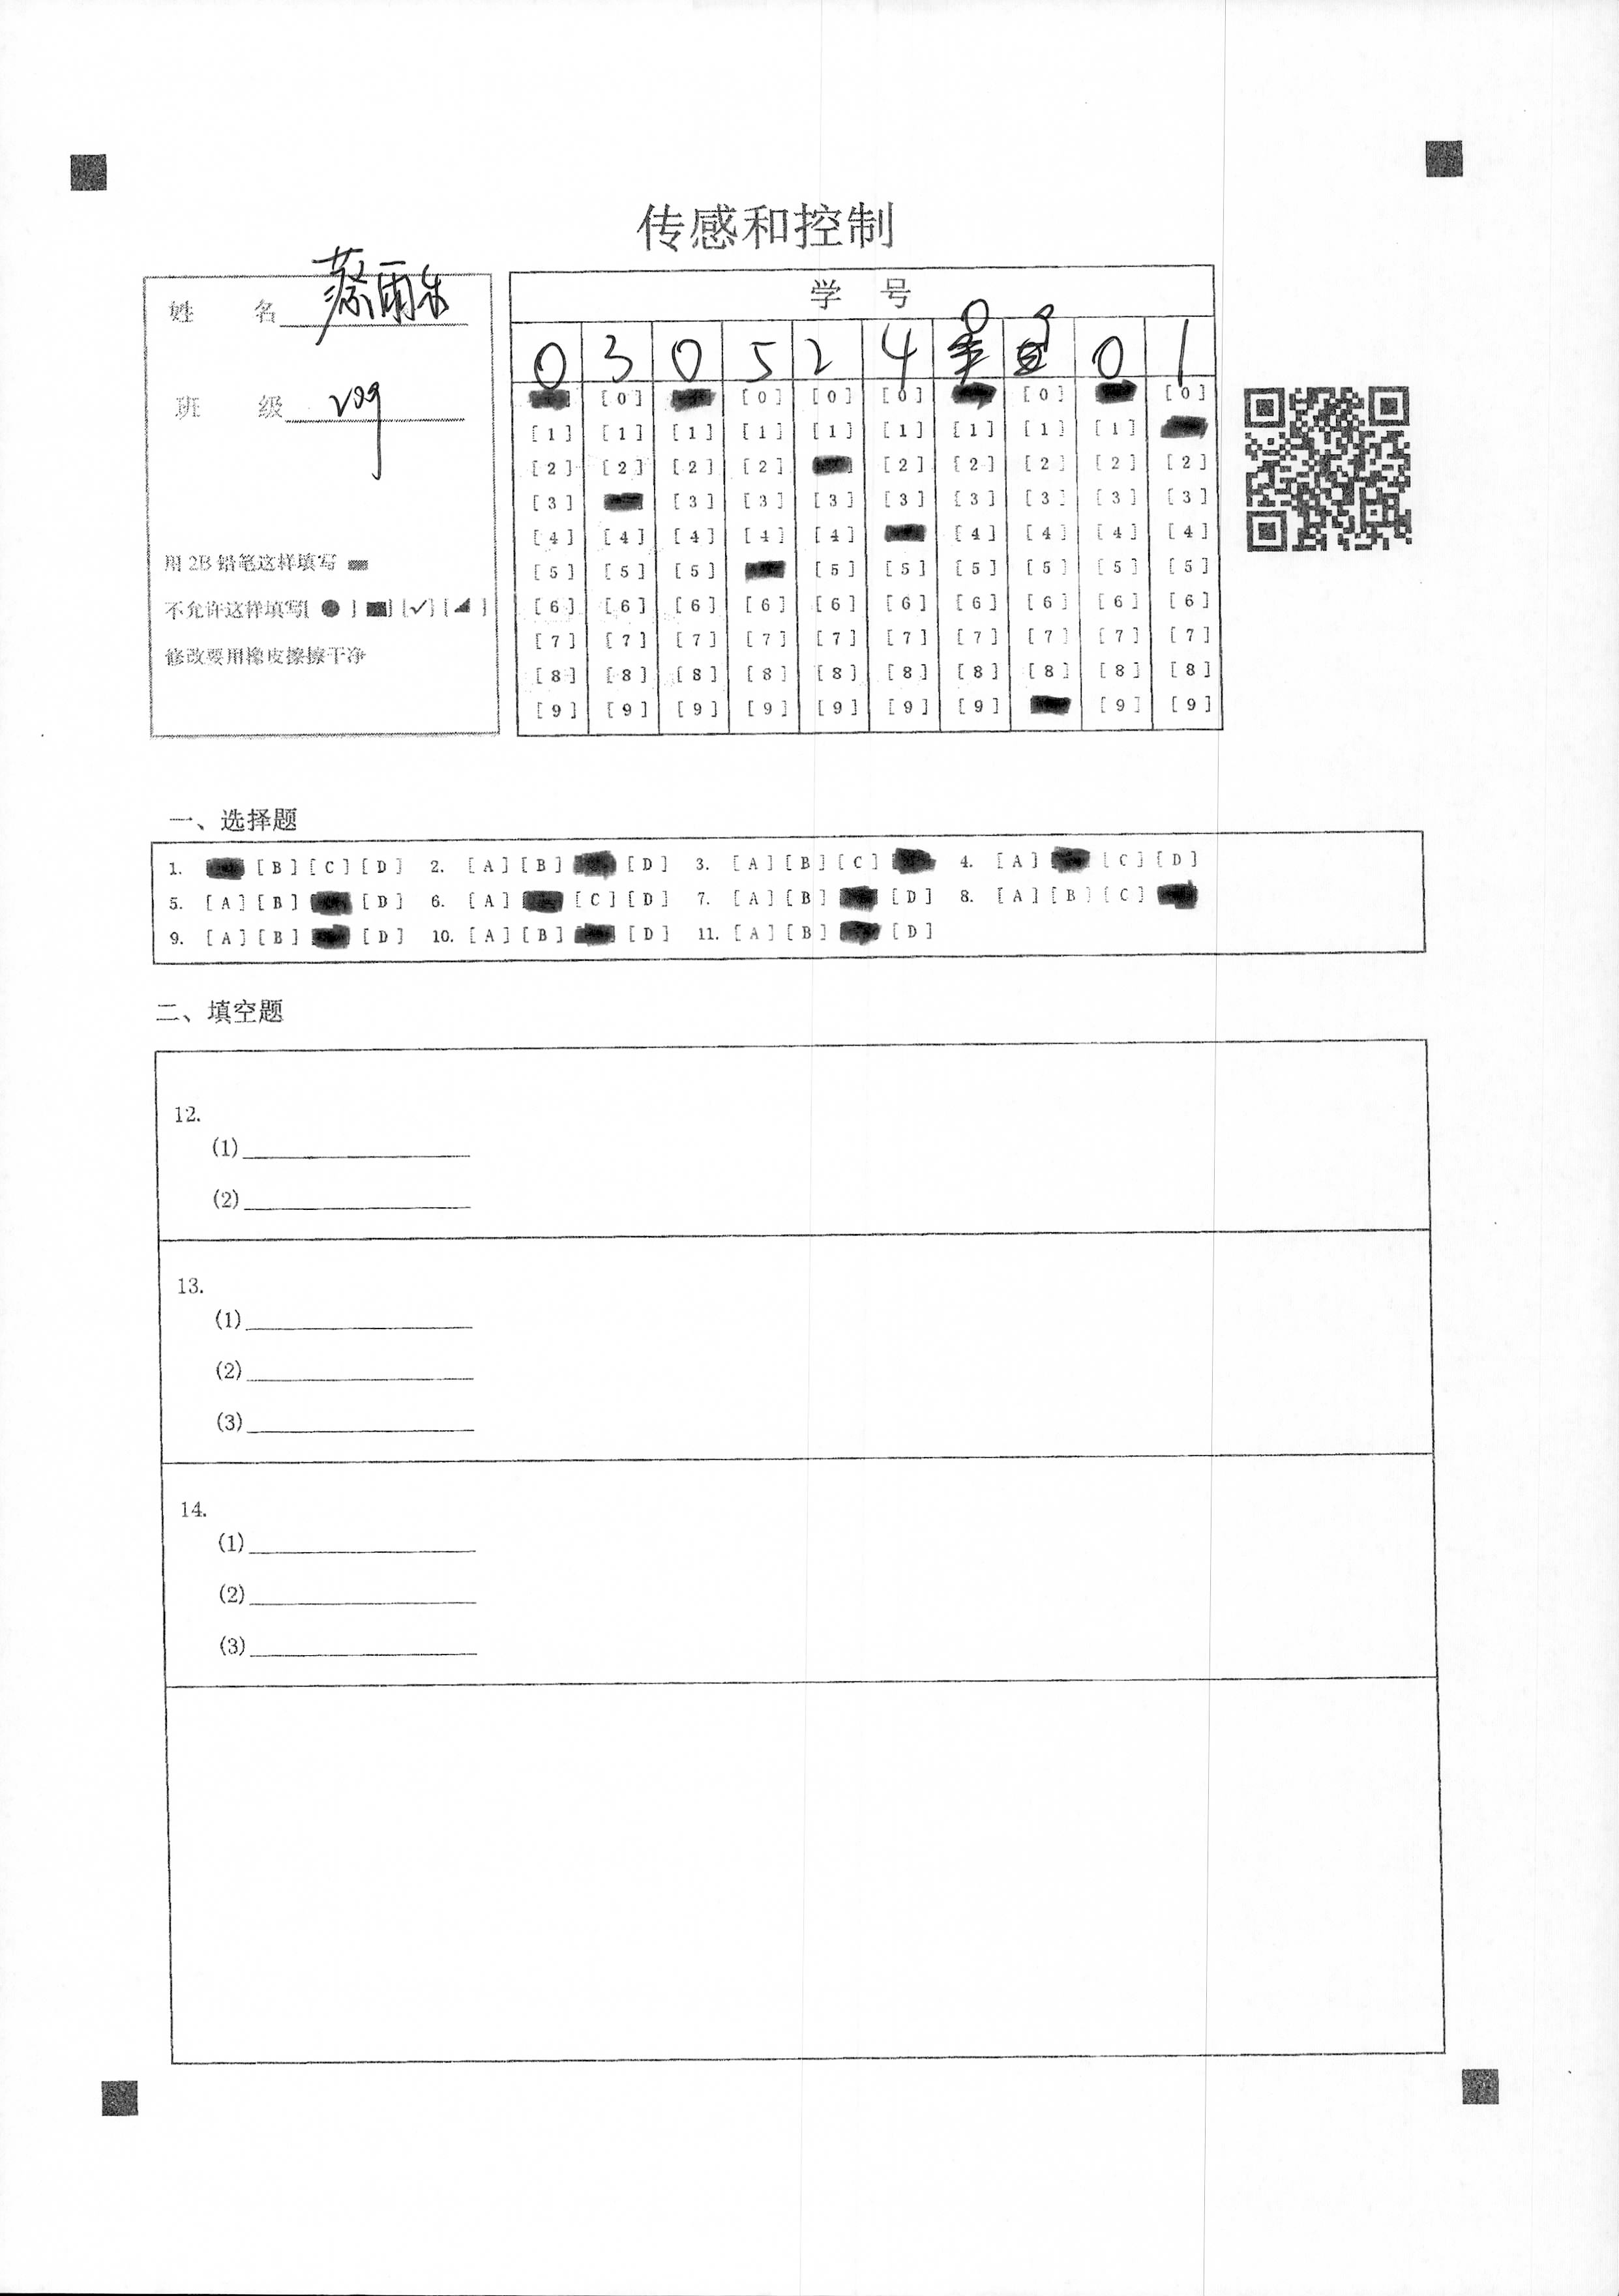 传感和控制
姓 名 蔡雨乐
班 级 209
用 2B 铅笔这样填写
不允许这样填写[ ● ] [■] [✓] [◢ ]
修改要用橡皮擦擦干净
学 号
0 3 0 5 2 4 0 9 0 1
[0] [0] [0] [0] [0] [0]
[1] [1] [1] [1] [1] [1] [1] [1] [1]
[2] [2] [2] [2] [2] [2] [2] [2] [2]
[3] [3] [3] [3] [3] [3] [3] [3] [3]
[4] [4] [4] [4] [4] [4] [4] [4] [4]
[5] [5] [5] [5] [5] [5] [5] [5] [5]
[6] [6] [6] [6] [6] [6] [6] [6] [6] [6]
[7] [7] [7] [7] [7] [7] [7] [7] [7] [7]
[8] [8] [8] [8] [8] [8] [8] [8] [8] [8]
[9] [9] [9] [9] [9] [9] [9] [9] [9]
一、选择题
1. [B] [C] [D] 2. [A] [B] [D] 3. [A] [B] [C] 4. [A] [C] [D]
5. [A] [B] [D] 6. [A] [C] [D] 7. [A] [B] [D] 8. [A] [B] [C]
9. [A] [B] [D] 10. [A] [B] [D] 11. [A] [B] [D]
二、填空题
12.
(1)
(2)
13.
(1)
(2)
(3)
14.
(1)
(2)
(3)